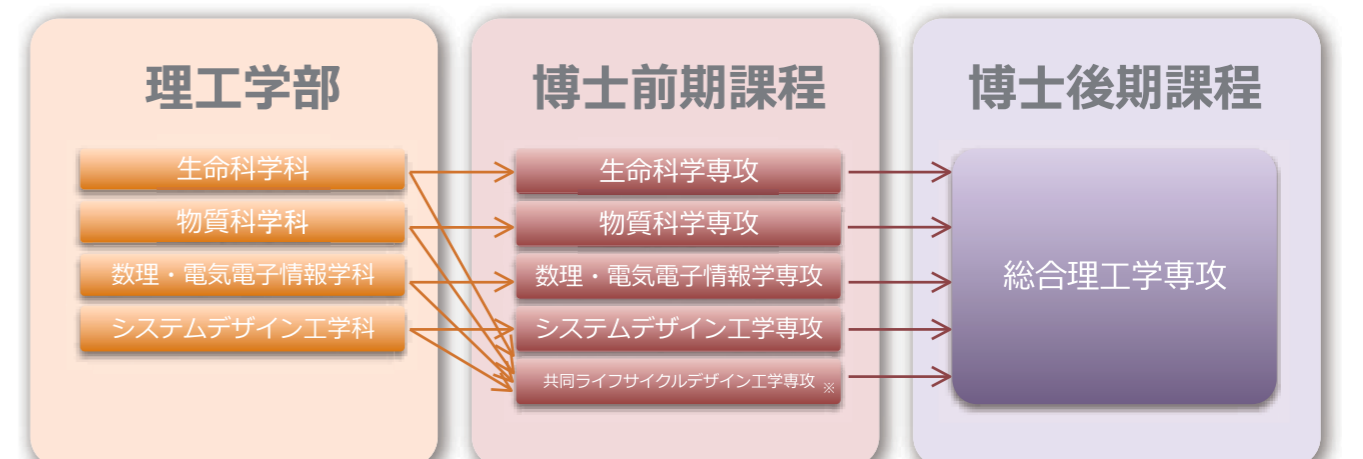 理工学部
生命科学科
物質科学科
数理・電気電子情報学科
システムデザイン工学科
博士前期課程
生命科学専攻
物質科学専攻
数理・電気電子情報学専攻
システムデザイン工学専攻
共同ライフサイクルデザイン工学専攻 ※
博士後期課程
総合理工学専攻